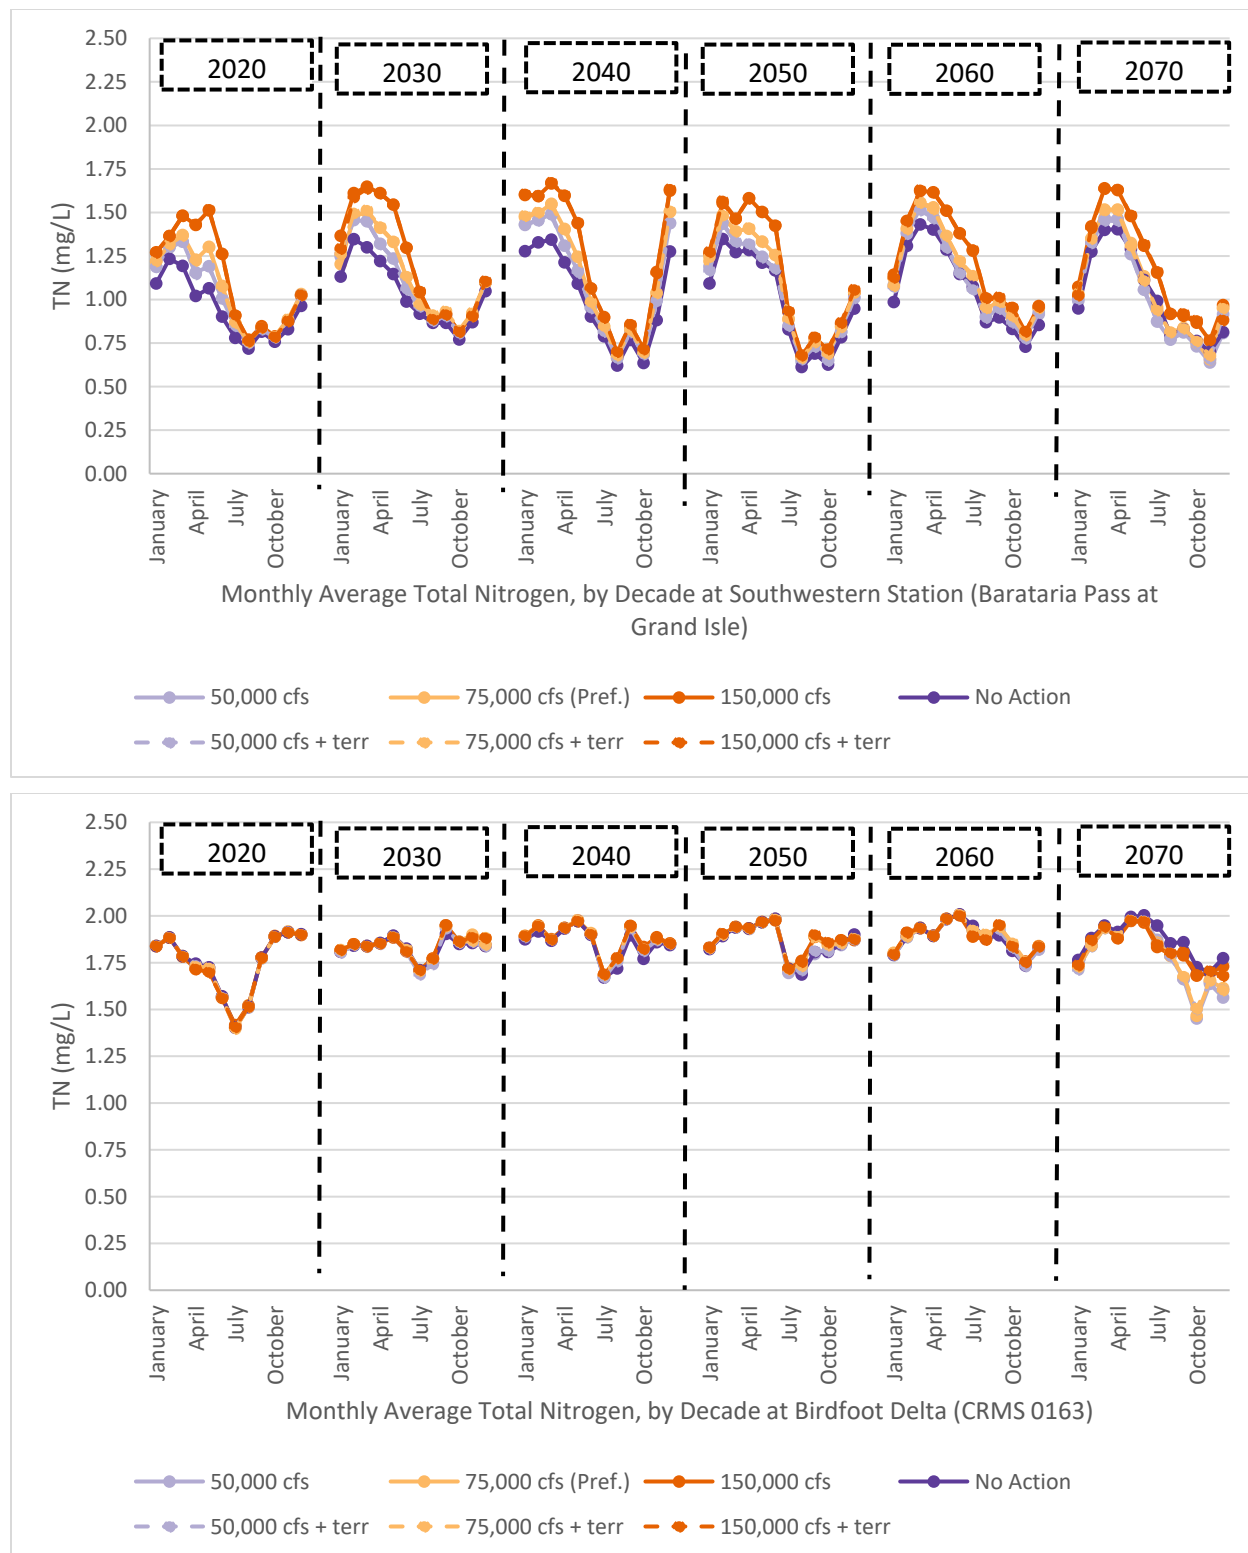 2.50
2.25
2.00
1.75
1.50
1.25
1.00
0.75
0.50
0.25
0.00
TN (mg/L)
2020
2030
2040
2050
2060
2070
January
April
July
October
January
April
July
October
January
April
July
October
January
April
July
October
January
April
July
October
January
April
July
October
Monthly Average Total Nitrogen, by Decade at Southwestern Station (Barataria Pass at
Grand Isle)
50,000 cfs
75,000 cfs (Pref.)
150,000 cfs
No Action
50,000 cfs + terr
75,000 cfs + terr
150,000 cfs + terr
2.50
2.25
2.00
1.75
1.50
1.25
1.00
0.75
0.50
0.25
0.00
TN (mg/L)
2020
2030
2040
2050
2060
2070
January
April
July
October
January
April
July
October
January
April
July
October
January
April
July
October
January
April
July
October
January
April
July
October
Monthly Average Total Nitrogen, by Decade at Birdfoot Delta (CRMS 0163)
50,000 cfs
75,000 cfs (Pref.)
150,000 cfs
No Action
50,000 cfs + terr
75,000 cfs + terr
150,000 cfs + terr